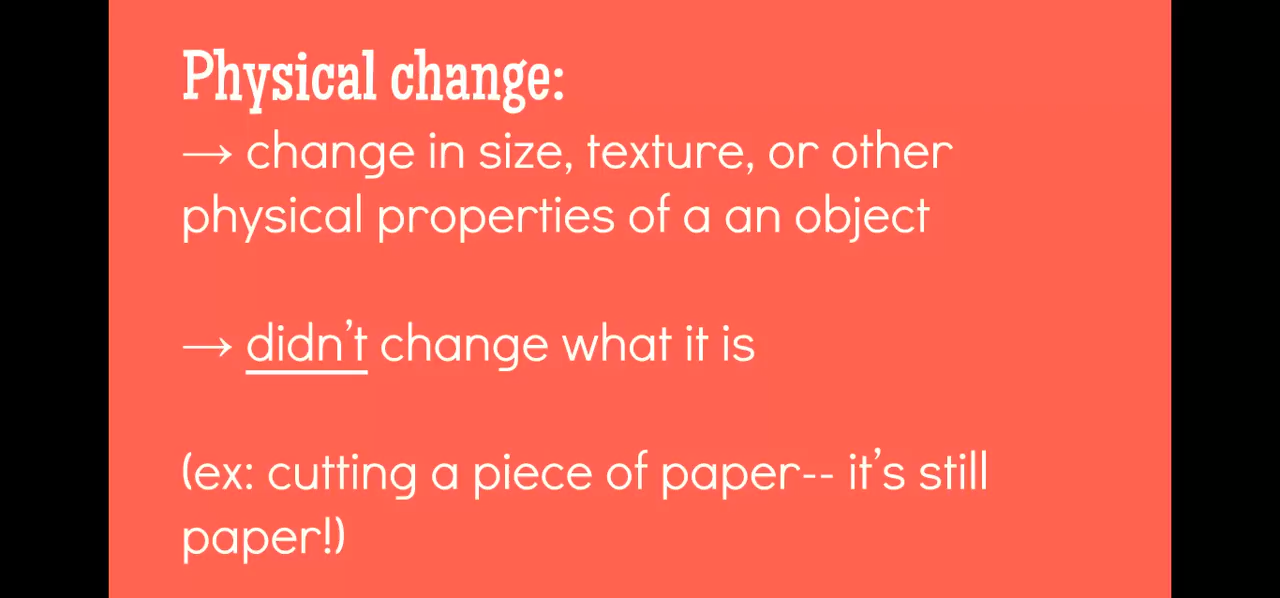 Physical change:
→ change in size, texture, or other
physical properties of a an object
→ didn't change what it is
(ex: cutting a piece of paper-- it's still
paper!)